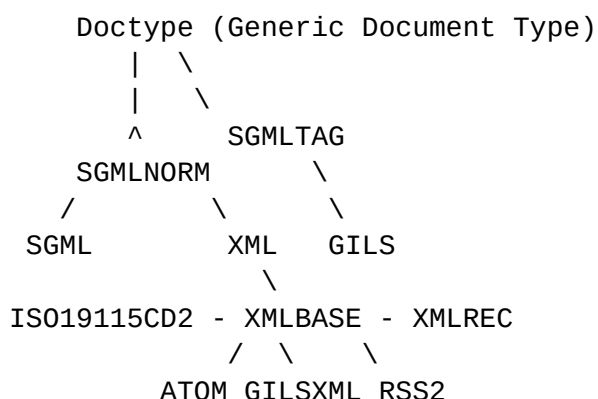 Doctype (Generic Document Type)
| \
| \
^ SGMLTAG
SGMLNORM \
/ \ \
SGML XML GILS
\
ISO19115CD2 - XMLBASE - XMLREC
/ \ \
ATOM GILSXML RSS2